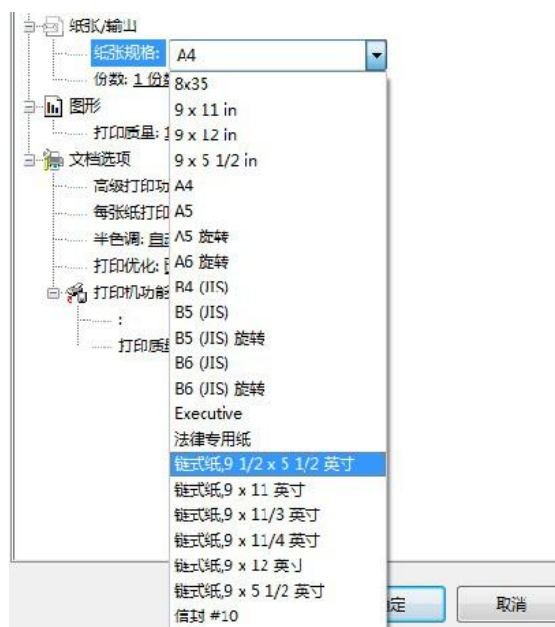 纸张/输出
纸张规格: A4
份数: 1 份数
8x35
图形
9 x 11 in
打印质量:
9 x 12 in
文档选项
9 x 5 1/2 in
高级打印功
A4
每张纸打印
A5
半色调: 自动
A5 旋转
打印优化:
A6 旋转
打印机功能
B4 (JIS)
:
B5 (JIS)
打印质量
B5 (JIS) 旋转
B6 (JIS)
B6 (JIS) 旋转
Executive
法律专用纸
链式纸,9 1/2 x 5 1/2 英寸
链式纸,9 x 11 英寸
链式纸,9 x 11/3 英寸
链式纸,9 x 11/4 英寸
链式纸,9 x 12 英寸
链式纸,9 x 5 1/2 英寸
信封 #10
定
取消